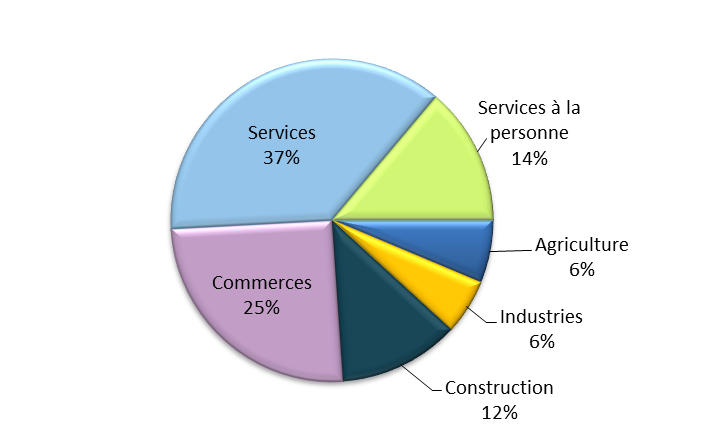 Services
37%
Services à la
personne
14%
Agriculture
6%
Industries
6%
Construction
12%
Commerces
25%